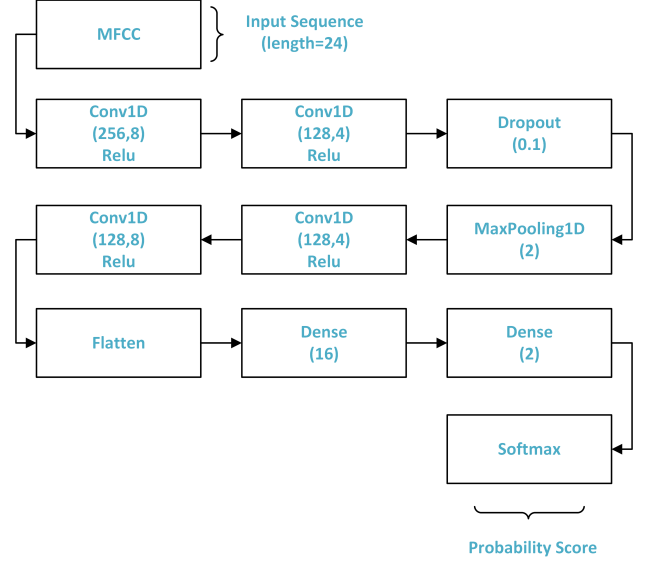 MFCC
Input Sequence
(length=24)
Conv1D
(256,8)
Relu
Conv1D
(128,4)
Relu
Dropout
(0.1)
Conv1D
(128,8)
Relu
Conv1D
(128,4)
Relu
MaxPooling1D
(2)
Flatten
Dense
(16)
Dense
(2)
Softmax
Probability Score